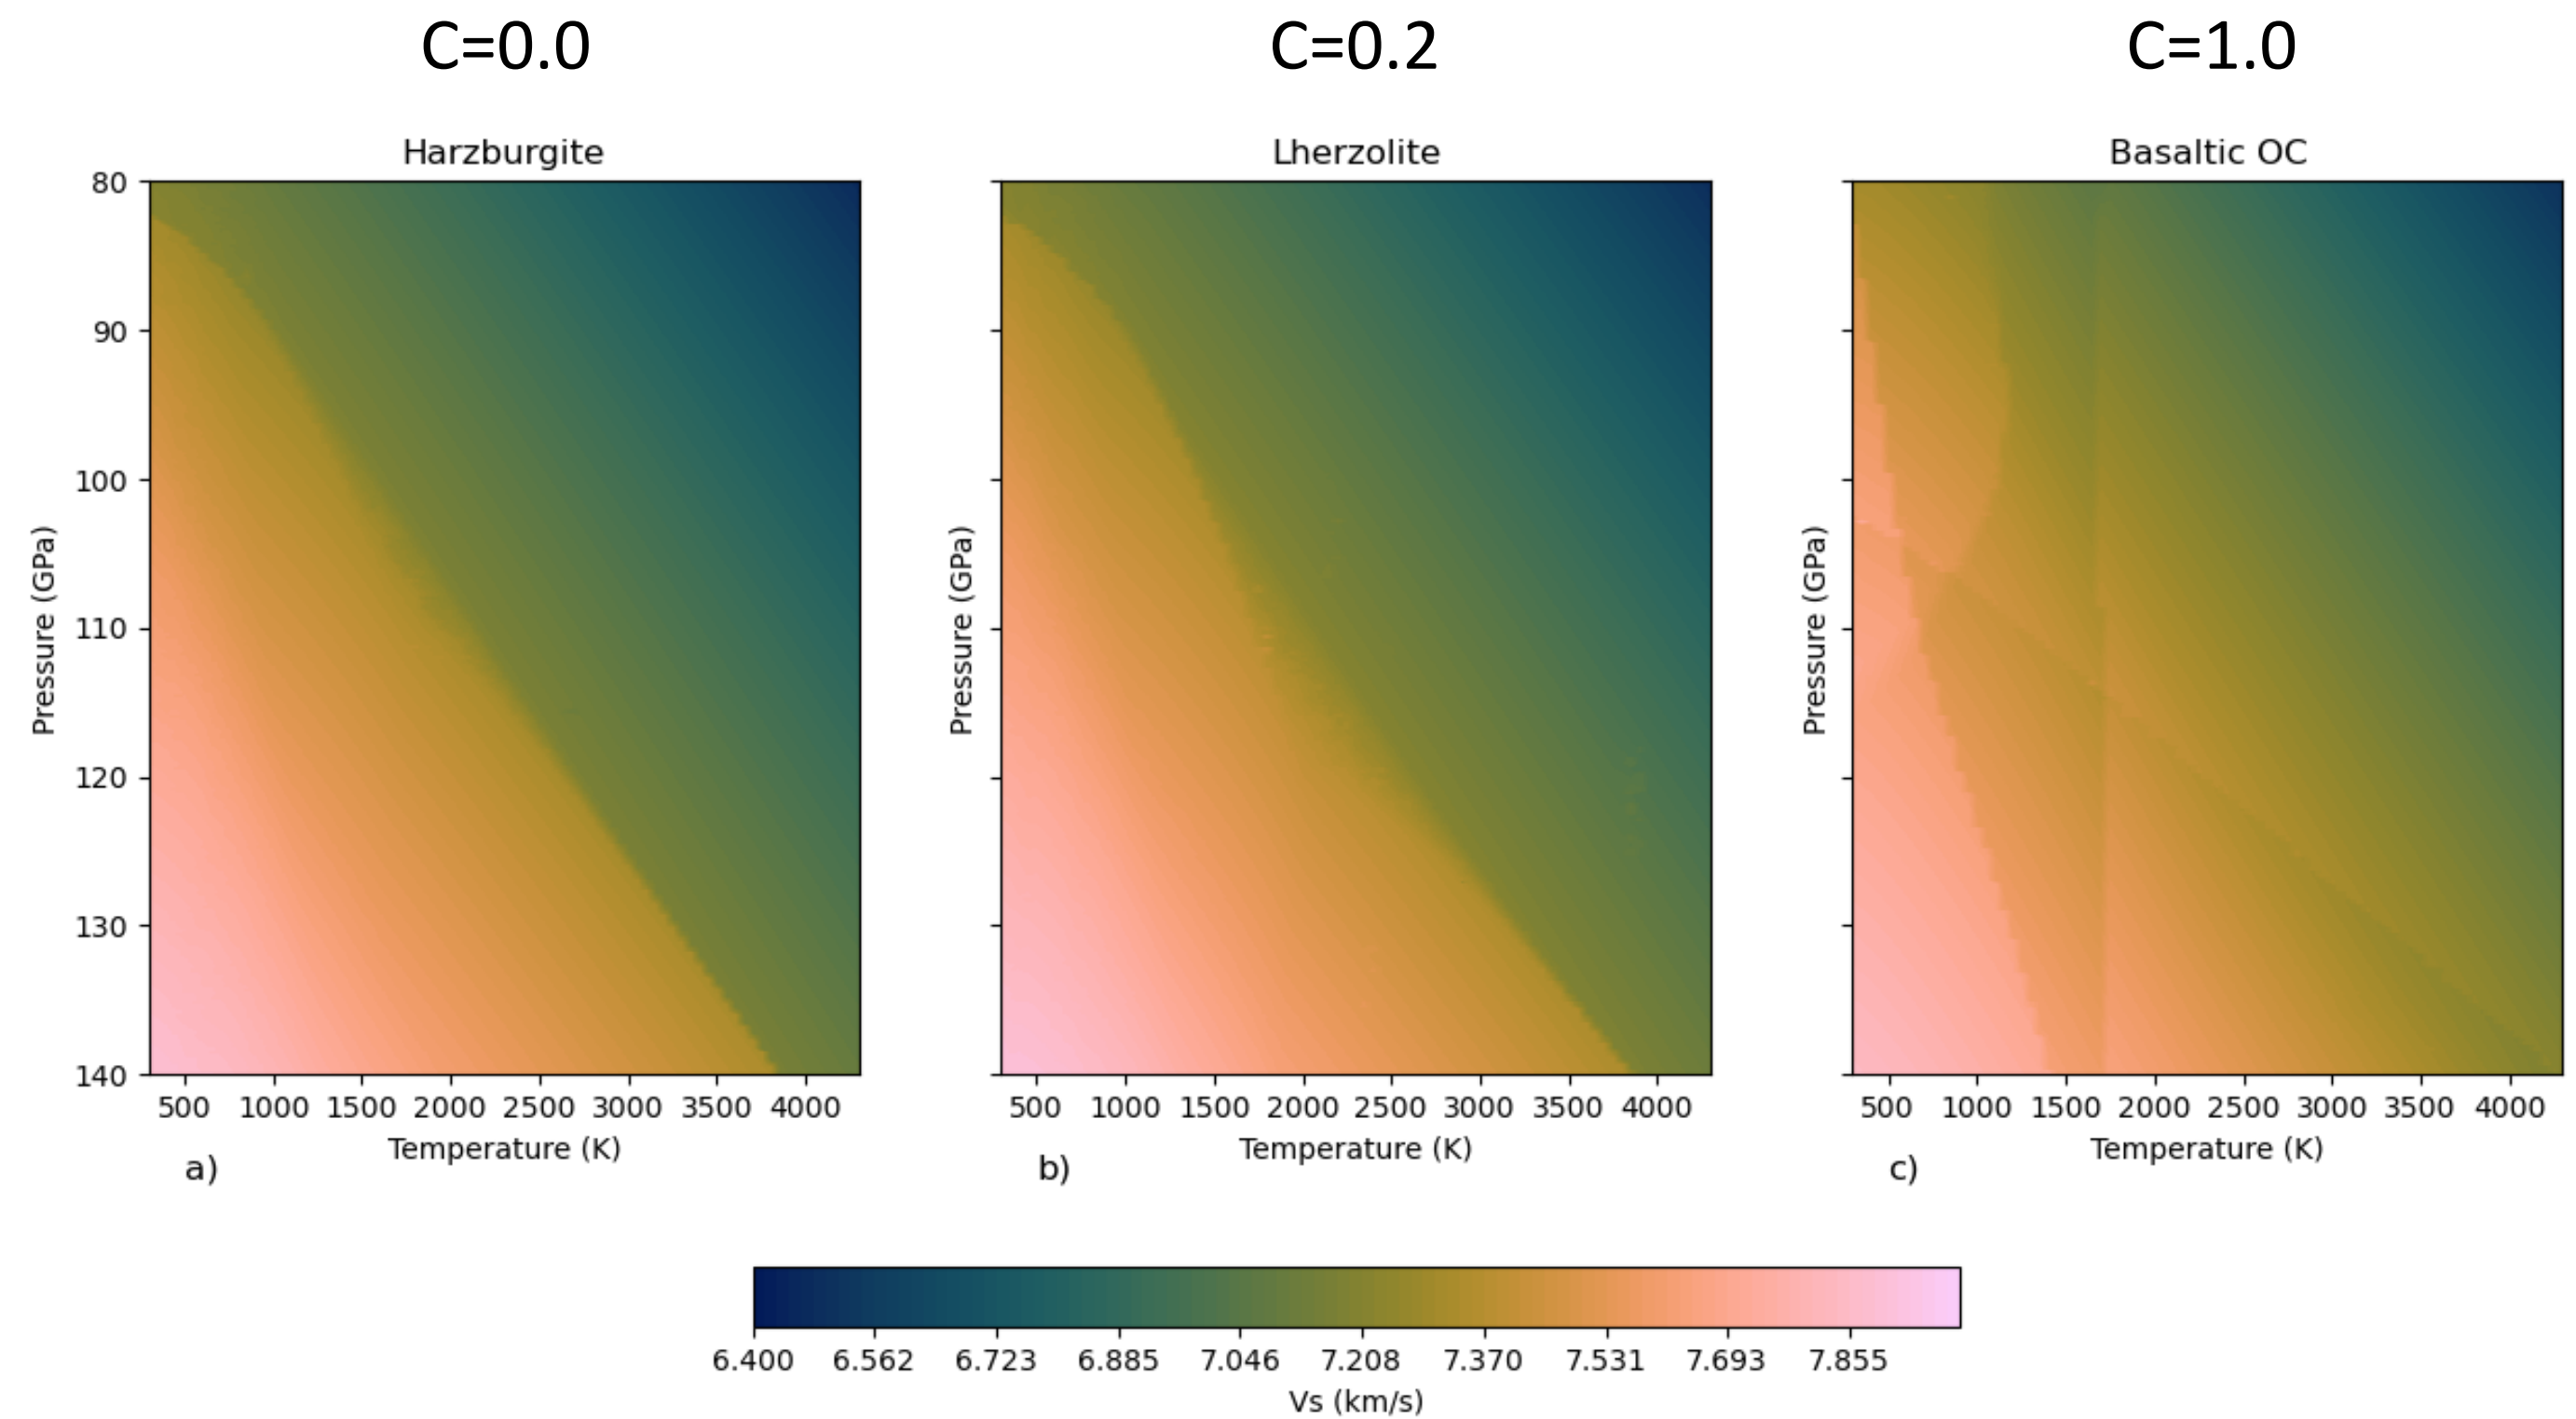 C=0.0
C=0.2
C=1.0
Harzburgite
Lherzolite
Basaltic OC
80
90
100
110
120
130
140
Pressure (GPa)
Pressure (GPa)
Pressure (GPa)
500 1000 1500 2000 2500 3000 3500 4000
500 1000 1500 2000 2500 3000 3500 4000
500 1000 1500 2000 2500 3000 3500 4000
Temperature (K)
Temperature (K)
Temperature (K)
a)
b)
c)
6.400 6.562 6.723 6.885 7.046 7.208 7.370 7.531 7.693 7.855
Vs (km/s)